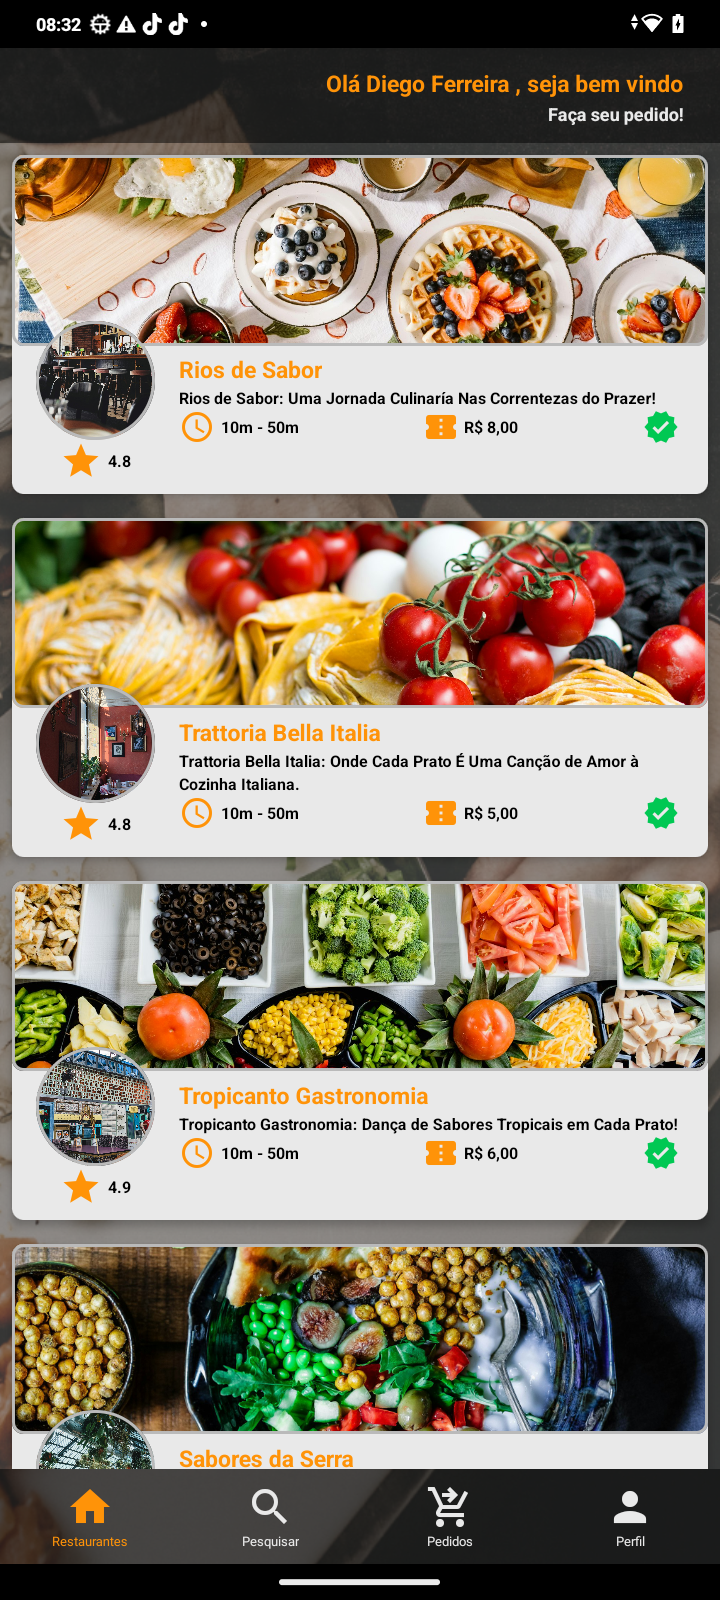 08:32
Olá Diego Ferreira , seja bem vindo
Faça seu pedido!
Rios de Sabor
Rios de Sabor: Uma Jornada Culinaría Nas Correntezas do Prazer!
10m - 50m
R$ 8,00
4.8
Trattoria Bella Italia
Trattoria Bella Italia: Onde Cada Prato É Uma Canção de Amor à
Cozinha Italiana.
10m - 50m
R$ 5,00
4.8
Tropicanto Gastronomia
Tropicanto Gastronomia: Dança de Sabores Tropicais em Cada Prato!
10m - 50m
R$ 6,00
4.9
Sabores da Serra
Restaurantes
Pesquisar
Pedidos
Perfil